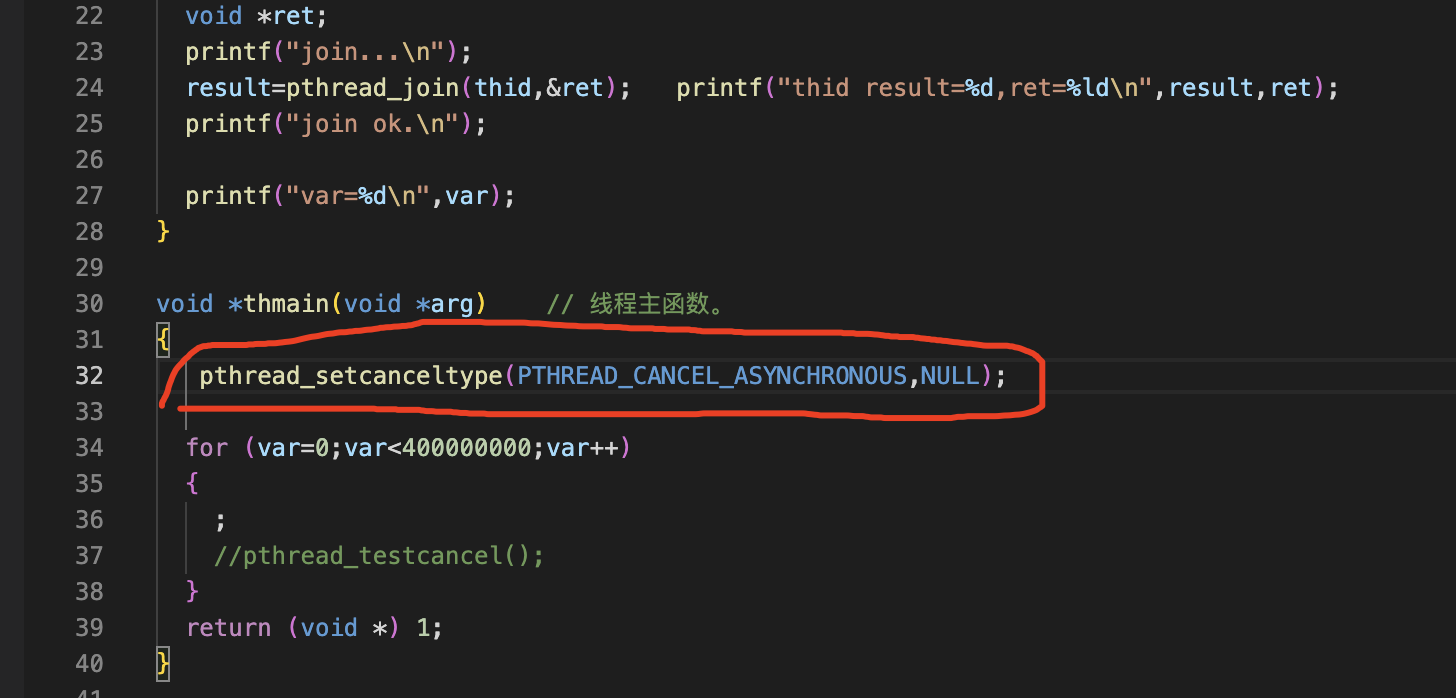 22 void *ret;
23 printf("join...\n");
24 result=pthread_join(thid,&ret);   printf("thid result=%d,ret=%ld\n",result,ret);
25 printf("join ok.\n");
26
27 printf("var=%d\n",var);
28 }
29
30 void *thmain(void *arg)    // 线程主函数。
31 {
32 pthread_setcanceltype(PTHREAD_CANCEL_ASYNCHRONOUS,NULL);
33
34 for (var=0;var<400000000;var++)
35 {
36 ;
37 //pthread_testcancel();
38 }
39 return (void *) 1;
40 }
41